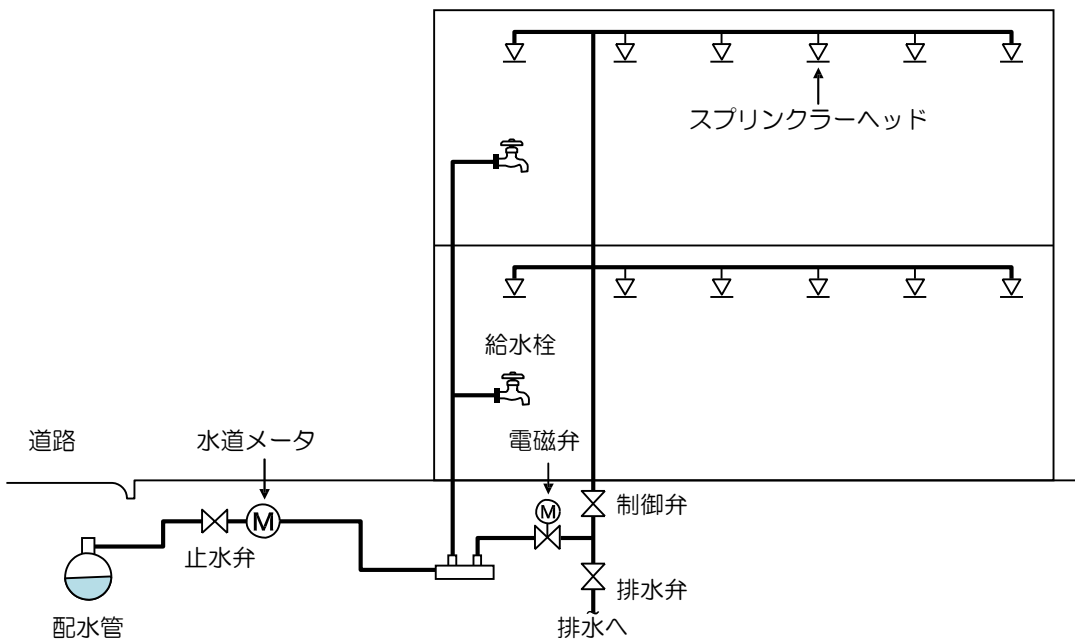 スプリンクラーヘッド
給水栓
道路
水道メータ
電磁弁
M
制御弁
M
止水弁
排水弁
配水管
排水へ